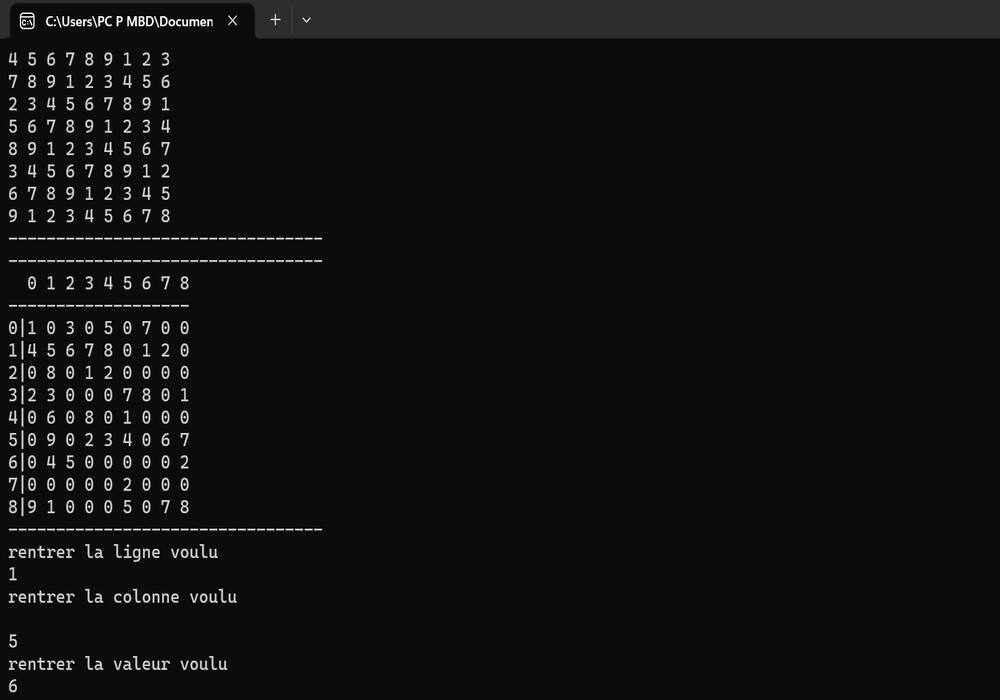 C:\Users\PC P MBD\Documen
4 5 6 7 8 9 1 2 3
7 8 9 1 2 3 4 5 6
2 3 4 5 6 7 8 9 1
5 6 7 8 9 1 2 3 4
8 9 1 2 3 4 5 6 7
3 4 5 6 7 8 9 1 2
6 7 8 9 1 2 3 4 5
9 1 2 3 4 5 6 7 8
---------------------------------
---------------------------------
  0 1 2 3 4 5 6 7 8
-------------------
0|1 0 3 0 5 0 7 0 0
1|4 5 6 7 8 0 1 2 0
2|0 8 0 1 2 0 0 0 0
3|2 3 0 0 0 7 8 0 1
4|0 6 0 8 0 1 0 0 0
5|0 9 0 2 3 4 0 6 7
6|0 4 5 0 0 0 0 0 2
7|0 0 0 0 0 2 0 0 0
8|9 1 0 0 0 5 0 7 8
---------------------------------
rentrer la ligne voulu
1
rentrer la colonne voulu
5
rentrer la valeur voulu
6